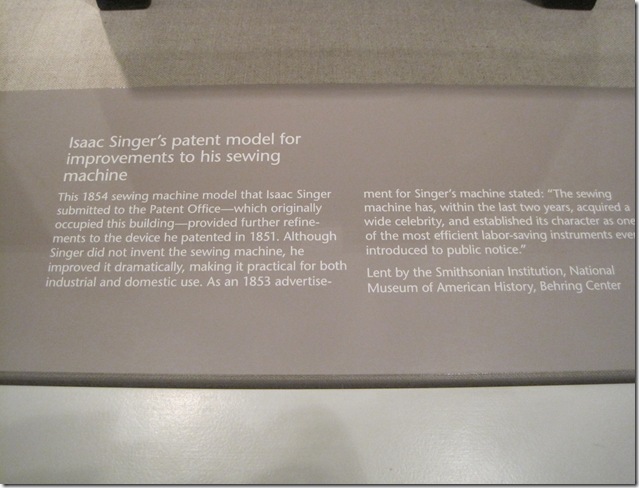 Isaac Singer's patent model for
improvements to his sewing
machine
This 1854 sewing machine model that Isaac Singer
submitted to the Patent Office—which originally
occupied this building—provided further refine-
ments to the device he patented in 1851. Although
Singer did not invent the sewing machine, he
improved it dramatically, making it practical for both
industrial and domestic use. As an 1853 advertise-
ment for Singer's machine stated: "The sewing
machine has, within the last two years, acquired a
wide celebrity, and established its character as one
of the most efficient labor-saving instruments ever
introduced to public notice."
Lent by the Smithsonian Institution, National
Museum of American History, Behring Center